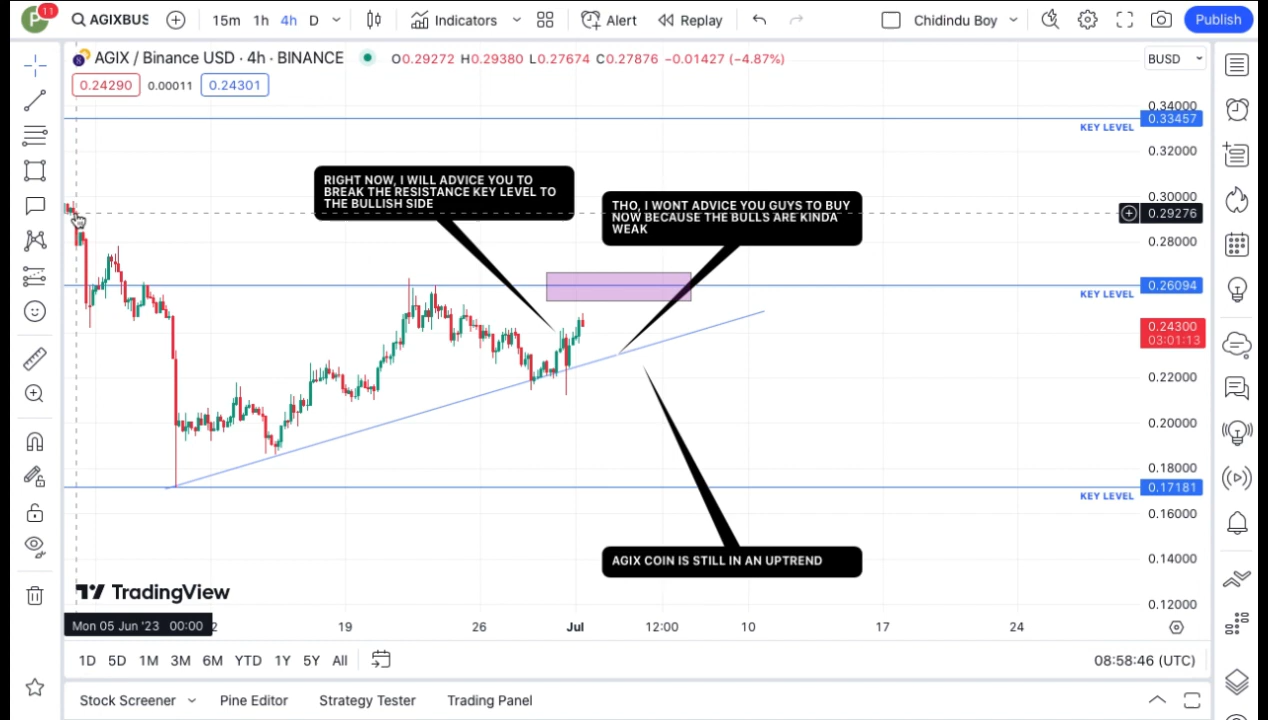 P
11
AGIXBUS
15m 1h 4h D
Indicators
Alert
Replay
Chidindu Boy
Publish
AGIX / Binance USD · 4h · BINANCE
O0.29272 H0.29380 L0.27674 C0.27876 −0.01427 (−4.87%)
BUSD
0.24290 0.00011 0.24301
0.34000
0.33457
KEY LEVEL
0.32000
RIGHT NOW, I WILL ADVICE YOU TO
BREAK THE RESISTANCE KEY LEVEL TO
THE BULLISH SIDE
THO, I WONT ADVICE YOU GUYS TO BUY
NOW BECAUSE THE BULLS ARE KINDA
WEAK
0.30000
0.29276
0.28000
0.26094
KEY LEVEL
0.24300
03:01:13
0.22000
0.20000
0.18000
0.17181
KEY LEVEL
0.16000
AGIX COIN IS STILL IN AN UPTREND
0.14000
TradingView
0.12000
Mon 05 Jun '23 00:00
2 19 26 Jul 12:00 10 17 24
1D 5D 1M 3M 6M YTD 1Y 5Y All
08:58:46 (UTC)
Stock Screener Pine Editor Strategy Tester Trading Panel